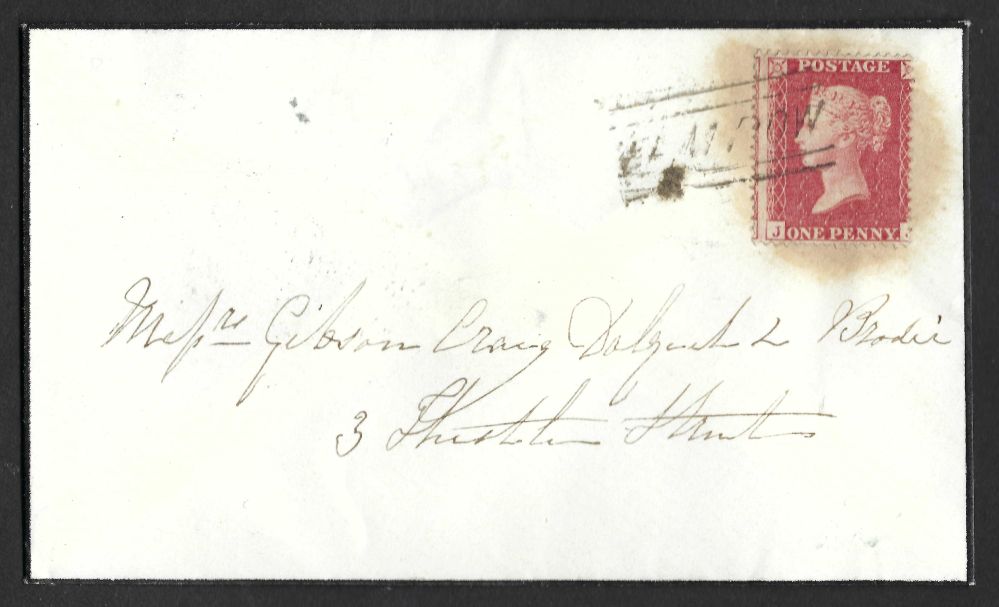 POSTAGE
J ONE PENNY.
Messrs Gibson Craig Dalziel & Brodie
3 Thistle Street